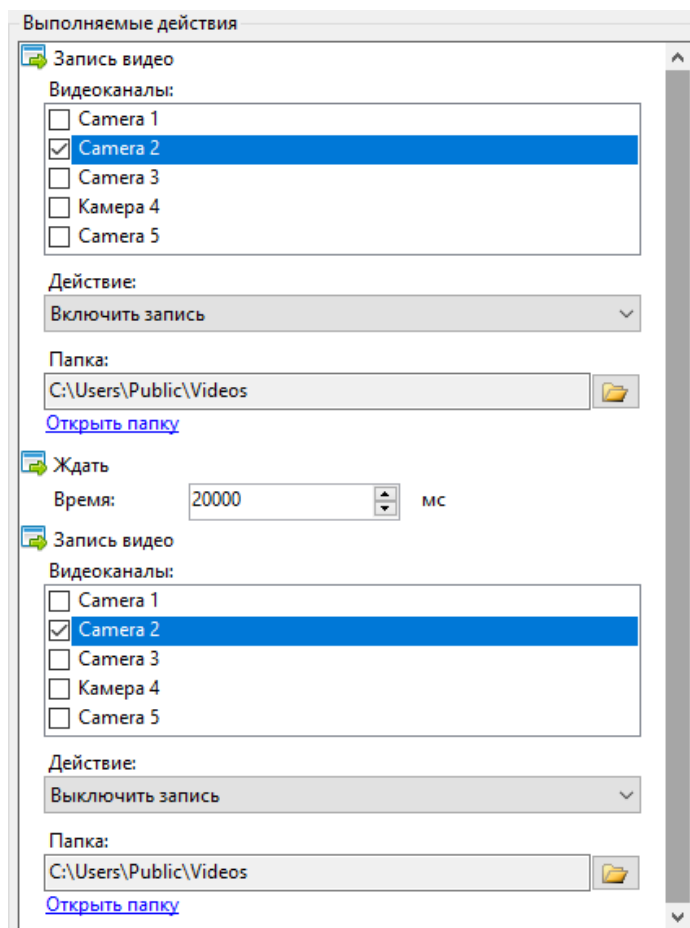 Выполняемые действия
Запись видео
Видеоканалы:
Camera 1
Camera 2
Camera 3
Камера 4
Camera 5
Действие:
Включить запись
Папка:
C:\Users\Public\Videos
Открыть папку
Ждать
Время: 20000 мс
Запись видео
Видеоканалы:
Camera 1
Camera 2
Camera 3
Камера 4
Camera 5
Действие:
Выключить запись
Папка:
C:\Users\Public\Videos
Открыть папку